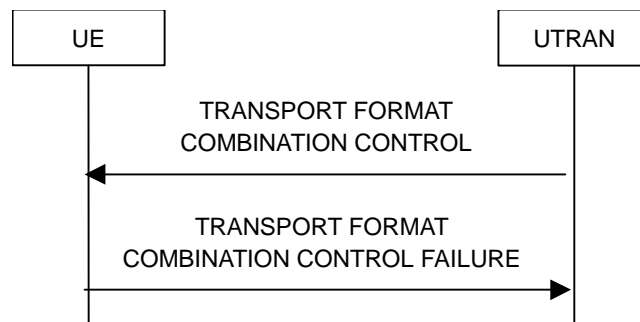 UE
UTRAN
TRANSPORT FORMAT
COMBINATION CONTROL
TRANSPORT FORMAT
COMBINATION CONTROL FAILURE